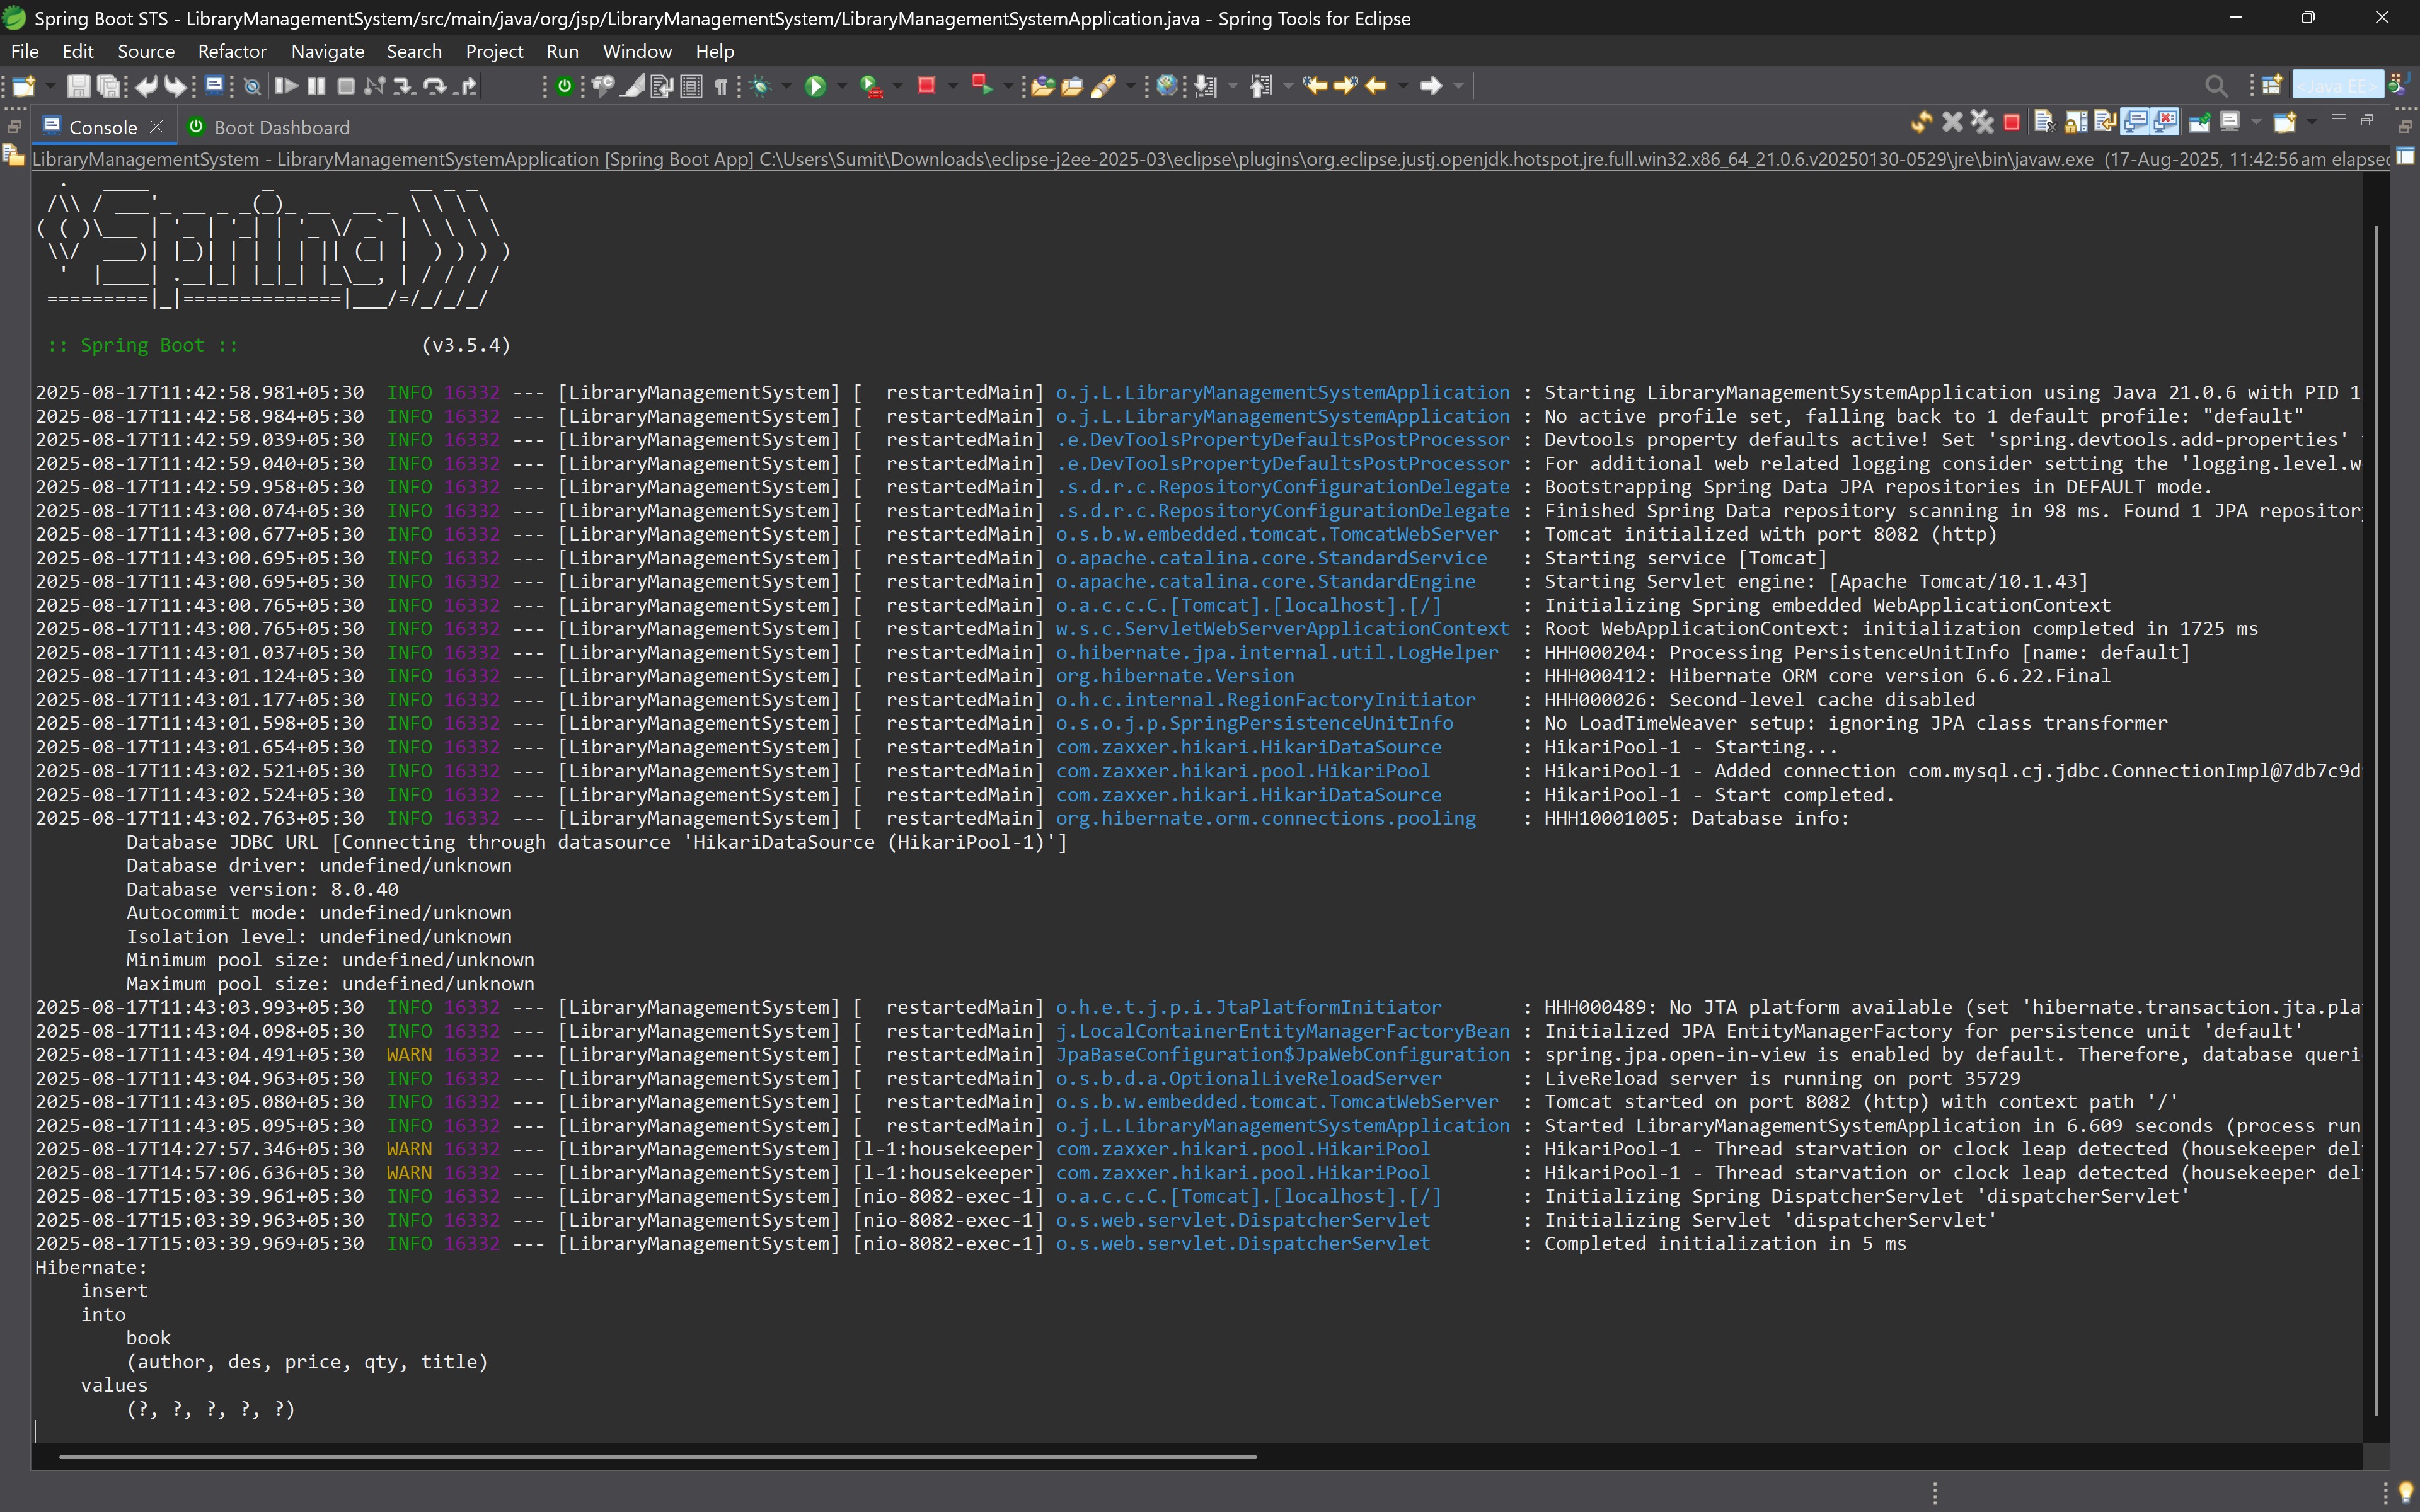 Spring Boot STS - LibraryManagementSystem/src/main/java/org/jsp/LibraryManagementSystem/LibraryManagementSystemApplication.java - Spring Tools for Eclipse
File Edit Source Refactor Navigate Search Project Run Window Help
<Java EE>
Console Boot Dashboard
LibraryManagementSystem - LibraryManagementSystemApplication [Spring Boot App] C:\Users\Sumit\Downloads\eclipse-j2ee-2025-03\eclipse\plugins\org.eclipse.justj.openjdk.hotspot.jre.full.win32.x86_64_21.0.6.v20250130-0529\jre\bin\javaw.exe (17-Aug-2025, 11:42:56 am elapsed
Spring
:: Spring Boot :: (v3.5.4)
2025-08-17T11:42:58.981+05:30 INFO 16332 --- [LibraryManagementSystem] [ restartedMain] o.j.L.LibraryManagementSystemApplication : Starting LibraryManagementSystemApplication using Java 21.0.6 with PID 1
2025-08-17T11:42:58.984+05:30 INFO 16332 --- [LibraryManagementSystem] [ restartedMain] o.j.L.LibraryManagementSystemApplication : No active profile set, falling back to 1 default profile: "default"
2025-08-17T11:42:59.039+05:30 INFO 16332 --- [LibraryManagementSystem] [ restartedMain] .e.DevToolsPropertyDefaultsPostProcessor : Devtools property defaults active! Set 'spring.devtools.add-properties'
2025-08-17T11:42:59.040+05:30 INFO 16332 --- [LibraryManagementSystem] [ restartedMain] .e.DevToolsPropertyDefaultsPostProcessor : For additional web related logging consider setting the 'logging.level.w
2025-08-17T11:42:59.958+05:30 INFO 16332 --- [LibraryManagementSystem] [ restartedMain] .s.d.r.c.RepositoryConfigurationDelegate : Bootstrapping Spring Data JPA repositories in DEFAULT mode.
2025-08-17T11:43:00.074+05:30 INFO 16332 --- [LibraryManagementSystem] [ restartedMain] .s.d.r.c.RepositoryConfigurationDelegate : Finished Spring Data repository scanning in 98 ms. Found 1 JPA repositor
2025-08-17T11:43:00.677+05:30 INFO 16332 --- [LibraryManagementSystem] [ restartedMain] o.s.b.w.embedded.tomcat.TomcatWebServer : Tomcat initialized with port 8082 (http)
2025-08-17T11:43:00.695+05:30 INFO 16332 --- [LibraryManagementSystem] [ restartedMain] o.apache.catalina.core.StandardService : Starting service [Tomcat]
2025-08-17T11:43:00.695+05:30 INFO 16332 --- [LibraryManagementSystem] [ restartedMain] o.apache.catalina.core.StandardEngine : Starting Servlet engine: [Apache Tomcat/10.1.43]
2025-08-17T11:43:00.765+05:30 INFO 16332 --- [LibraryManagementSystem] [ restartedMain] o.a.c.c.C.[Tomcat].[localhost].[/] : Initializing Spring embedded WebApplicationContext
2025-08-17T11:43:00.765+05:30 INFO 16332 --- [LibraryManagementSystem] [ restartedMain] w.s.c.ServletWebServerApplicationContext : Root WebApplicationContext: initialization completed in 1725 ms
2025-08-17T11:43:01.037+05:30 INFO 16332 --- [LibraryManagementSystem] [ restartedMain] o.hibernate.jpa.internal.util.LogHelper : HHH000204: Processing PersistenceUnitInfo [name: default]
2025-08-17T11:43:01.124+05:30 INFO 16332 --- [LibraryManagementSystem] [ restartedMain] org.hibernate.Version : HHH000412: Hibernate ORM core version 6.6.22.Final
2025-08-17T11:43:01.177+05:30 INFO 16332 --- [LibraryManagementSystem] [ restartedMain] o.h.c.internal.RegionFactoryInitiator : HHH000026: Second-level cache disabled
2025-08-17T11:43:01.598+05:30 INFO 16332 --- [LibraryManagementSystem] [ restartedMain] o.s.o.j.p.SpringPersistenceUnitInfo : No LoadTimeWeaver setup: ignoring JPA class transformer
2025-08-17T11:43:01.654+05:30 INFO 16332 --- [LibraryManagementSystem] [ restartedMain] com.zaxxer.hikari.HikariDataSource : HikariPool-1 - Starting...
2025-08-17T11:43:02.521+05:30 INFO 16332 --- [LibraryManagementSystem] [ restartedMain] com.zaxxer.hikari.pool.HikariPool : HikariPool-1 - Added connection com.mysql.cj.jdbc.ConnectionImpl@7db7c9d
2025-08-17T11:43:02.524+05:30 INFO 16332 --- [LibraryManagementSystem] [ restartedMain] com.zaxxer.hikari.HikariDataSource : HikariPool-1 - Start completed.
2025-08-17T11:43:02.763+05:30 INFO 16332 --- [LibraryManagementSystem] [ restartedMain] org.hibernate.orm.connections.pooling : HHH10001005: Database info:
Database JDBC URL [Connecting through datasource 'HikariDataSource (HikariPool-1)']
Database driver: undefined/unknown
Database version: 8.0.40
Autocommit mode: undefined/unknown
Isolation level: undefined/unknown
Minimum pool size: undefined/unknown
Maximum pool size: undefined/unknown
2025-08-17T11:43:03.993+05:30 INFO 16332 --- [LibraryManagementSystem] [ restartedMain] o.h.e.t.j.p.i.JtaPlatformInitiator : HHH000489: No JTA platform available (set 'hibernate.transaction.jta.pla
2025-08-17T11:43:04.098+05:30 INFO 16332 --- [LibraryManagementSystem] [ restartedMain] j.LocalContainerEntityManagerFactoryBean : Initialized JPA EntityManagerFactory for persistence unit 'default'
2025-08-17T11:43:04.491+05:30 WARN 16332 --- [LibraryManagementSystem] [ restartedMain] JpaBaseConfiguration$JpaWebConfiguration : spring.jpa.open-in-view is enabled by default. Therefore, database queri
2025-08-17T11:43:04.963+05:30 INFO 16332 --- [LibraryManagementSystem] [ restartedMain] o.s.b.d.a.OptionalLiveReloadServer : LiveReload server is running on port 35729
2025-08-17T11:43:05.080+05:30 INFO 16332 --- [LibraryManagementSystem] [ restartedMain] o.s.b.w.embedded.tomcat.TomcatWebServer : Tomcat started on port 8082 (http) with context path '/'
2025-08-17T11:43:05.095+05:30 INFO 16332 --- [LibraryManagementSystem] [ restartedMain] o.j.L.LibraryManagementSystemApplication : Started LibraryManagementSystemApplication in 6.609 seconds (process run
2025-08-17T14:27:57.346+05:30 WARN 16332 --- [LibraryManagementSystem] [l-1:housekeeper] com.zaxxer.hikari.pool.HikariPool : HikariPool-1 - Thread starvation or clock leap detected (housekeeper del
2025-08-17T14:57:06.636+05:30 WARN 16332 --- [LibraryManagementSystem] [l-1:housekeeper] com.zaxxer.hikari.pool.HikariPool : HikariPool-1 - Thread starvation or clock leap detected (housekeeper del
2025-08-17T15:03:39.961+05:30 INFO 16332 --- [LibraryManagementSystem] [nio-8082-exec-1] o.a.c.c.C.[Tomcat].[localhost].[/] : Initializing Spring DispatcherServlet 'dispatcherServlet'
2025-08-17T15:03:39.963+05:30 INFO 16332 --- [LibraryManagementSystem] [nio-8082-exec-1] o.s.web.servlet.DispatcherServlet : Initializing Servlet 'dispatcherServlet'
2025-08-17T15:03:39.969+05:30 INFO 16332 --- [LibraryManagementSystem] [nio-8082-exec-1] o.s.web.servlet.DispatcherServlet : Completed initialization in 5 ms
Hibernate:
insert
into
book
(author, des, price, qty, title)
values
(?, ?, ?, ?, ?)